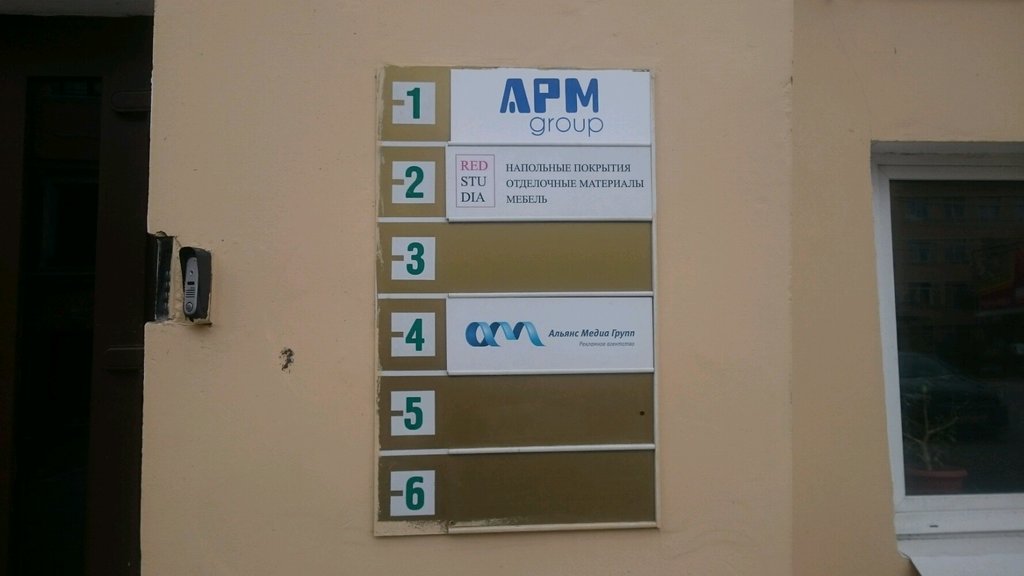 1
АРМ
group
2
RED
STU
DIA
НАПОЛЬНЫЕ ПОКРЫТИЯ
ОТДЕЛОЧНЫЕ МАТЕРИАЛЫ
МЕБЕЛЬ
3
4
Альянс Медиа Групп
Рекламное агентство
5
6